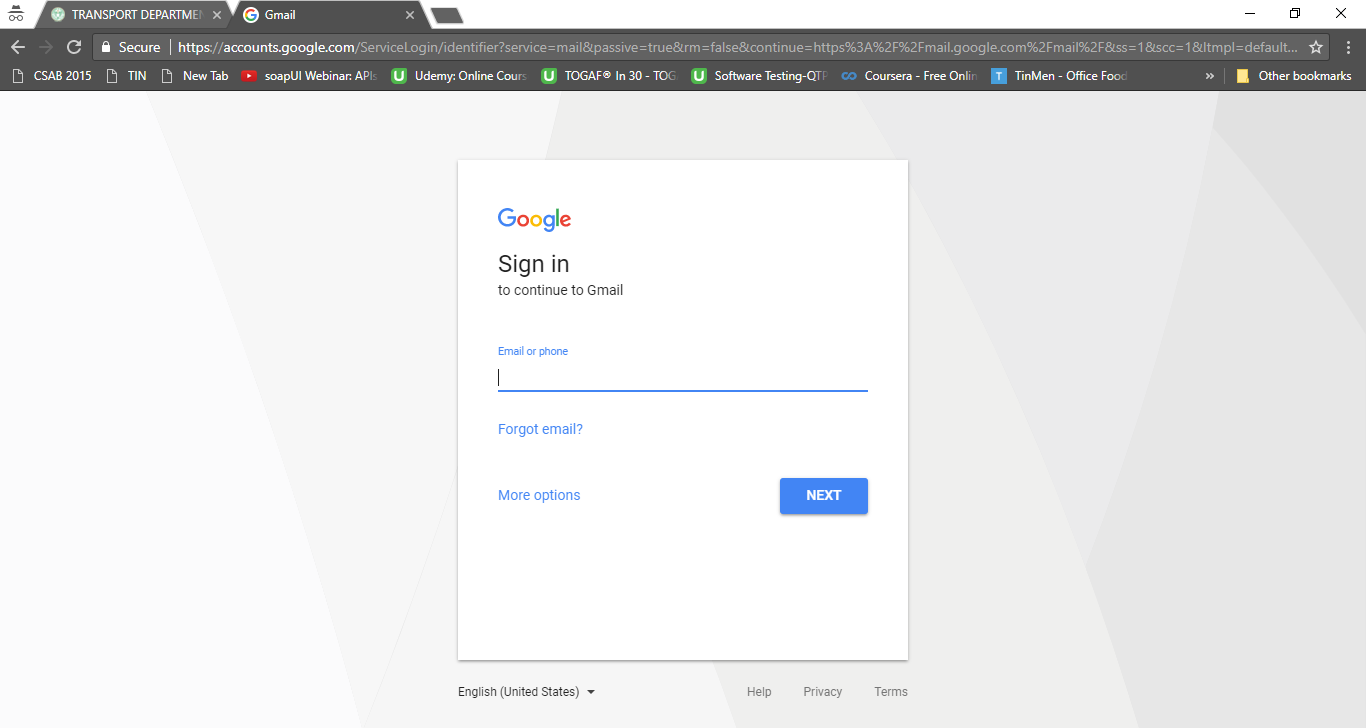 TRANSPORT DEPARTMEN
Gmail
Secure
https://accounts.google.com/ServiceLogin/identifier?service=mail&passive=true&rm=false&continue=https%3A%2F%2Fmail.google.com%2Fmail%2F&ss=1&scc=1&ltmpl=default...
CSAB 2015
TIN
New Tab
soapUI Webinar: APIs
Udemy: Online Cours
TOGAF® In 30 - TOG
Software Testing-QTP
Coursera - Free Onlin
T
TinMen - Office Food
»
Other bookmarks
Google
Sign in
to continue to Gmail
Email or phone
Forgot email?
More options
NEXT
English (United States)
Help
Privacy
Terms